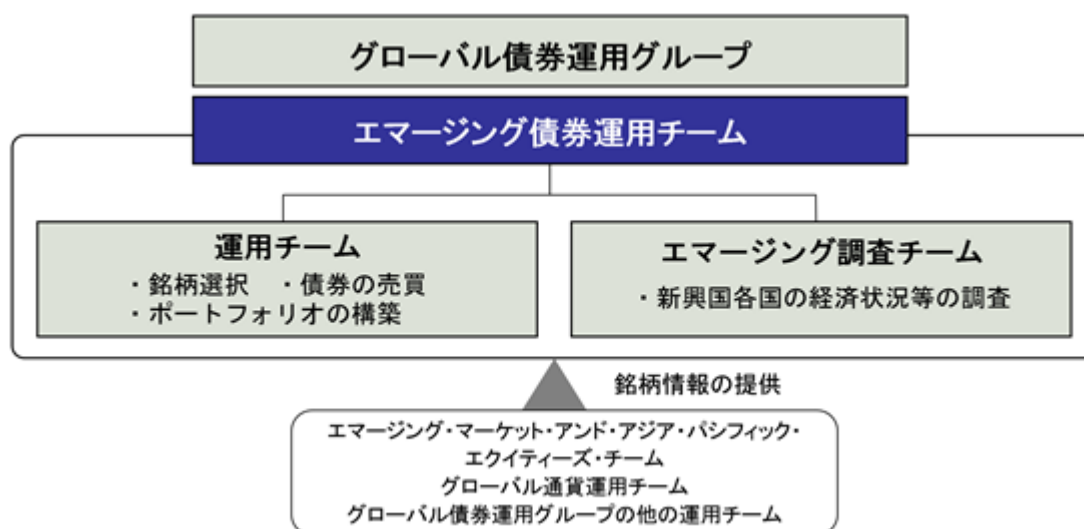 グローバル債券運用グループ
エマージング債券運用チーム
運用チーム
・銘柄選択　・債券の売買
・ポートフォリオの構築
エマージング調査チーム
・新興国各国の経済状況等の調査
銘柄情報の提供
エマージング・マーケット・アンド・アジア・パシフィック・
エクイティーズ・チーム
グローバル通貨運用チーム
グローバル債券運用グループの他の運用チーム